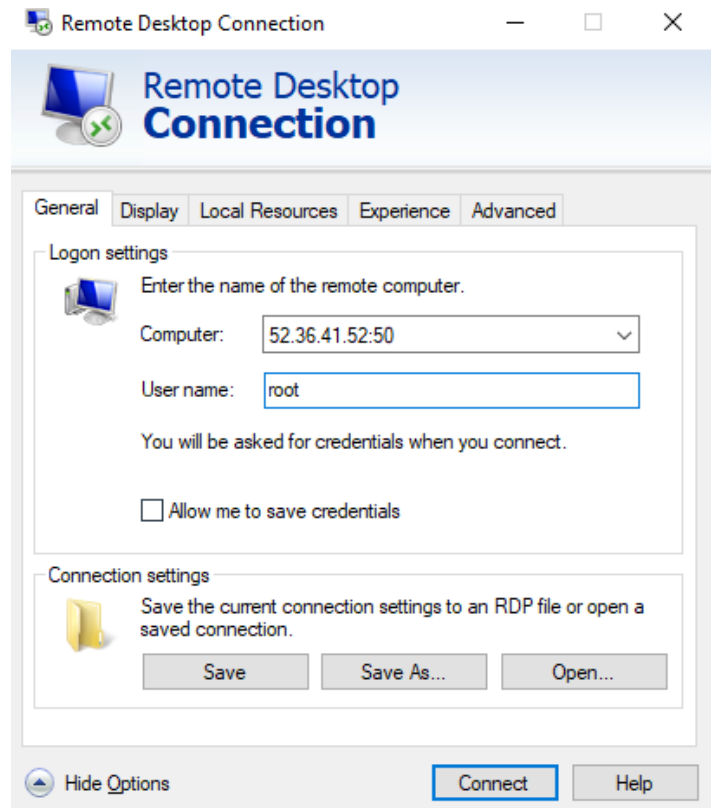 Remote Desktop Connection
Remote Desktop
Connection
General Display Local Resources Experience Advanced
Logon settings
Enter the name of the remote computer.
Computer: 52.36.41.52:50
User name: root
You will be asked for credentials when you connect.
Allow me to save credentials
Connection settings
Save the current connection settings to an RDP file or open a
saved connection.
Save Save As... Open...
Hide Options Connect Help